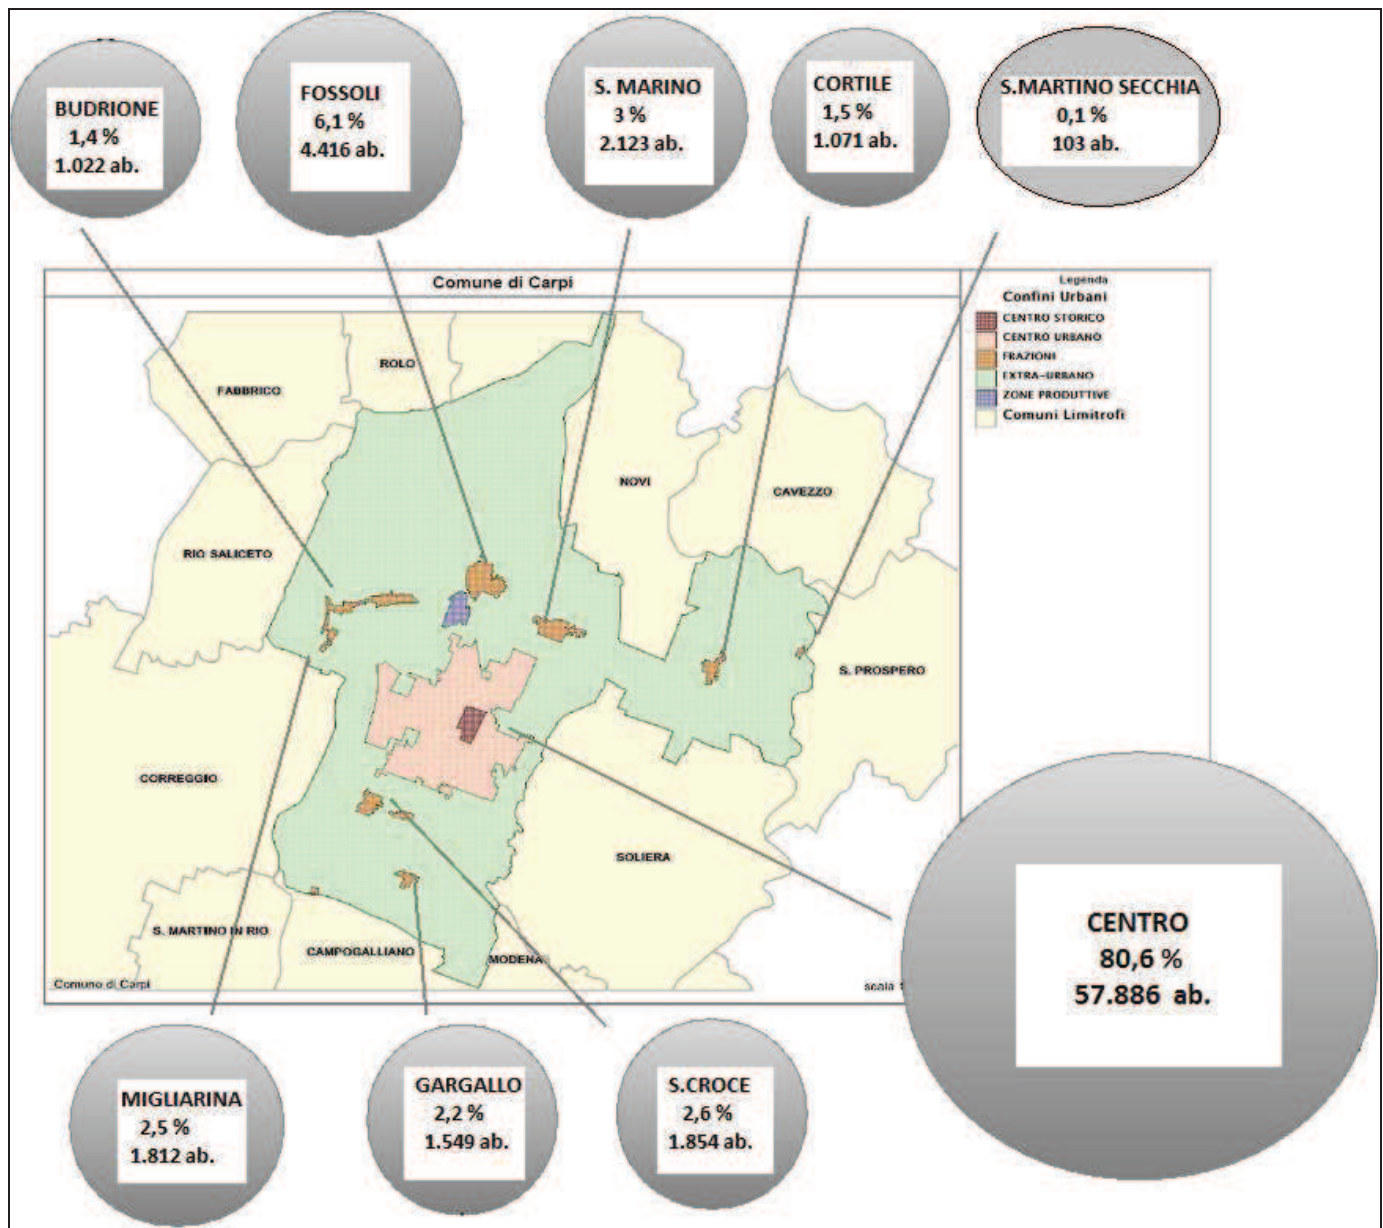 BUDRIONE
1,4 %
1.022 ab.
FOSSOLI
6,1 %
4.416 ab.
S. MARINO
3 %
2.123 ab.
CORTILE
1,5 %
1.071 ab.
S.MARTINO SECCHIA
0,1 %
103 ab.
Comune di Carpi
Legenda
Confini Urbani
CENTRO STORICO
CENTRO URBANO
FRAZIONI
EXTRA-URBANO
ZONE PRODUTTIVE
Comuni Limitrofi
ROLO
FABBRICO
NOVI
CAVEZZO
RIO SALICETO
S. PROSPERO
CORREGGIO
SOLIERA
S. MARTINO IN RIO
CAMPOGALLIANO
MODENA
Comune di Carpi
scala
CENTRO
80,6 %
57.886 ab.
MIGLIARINA
2,5 %
1.812 ab.
GARGALLO
2,2 %
1.549 ab.
S.CROCE
2,6 %
1.854 ab.